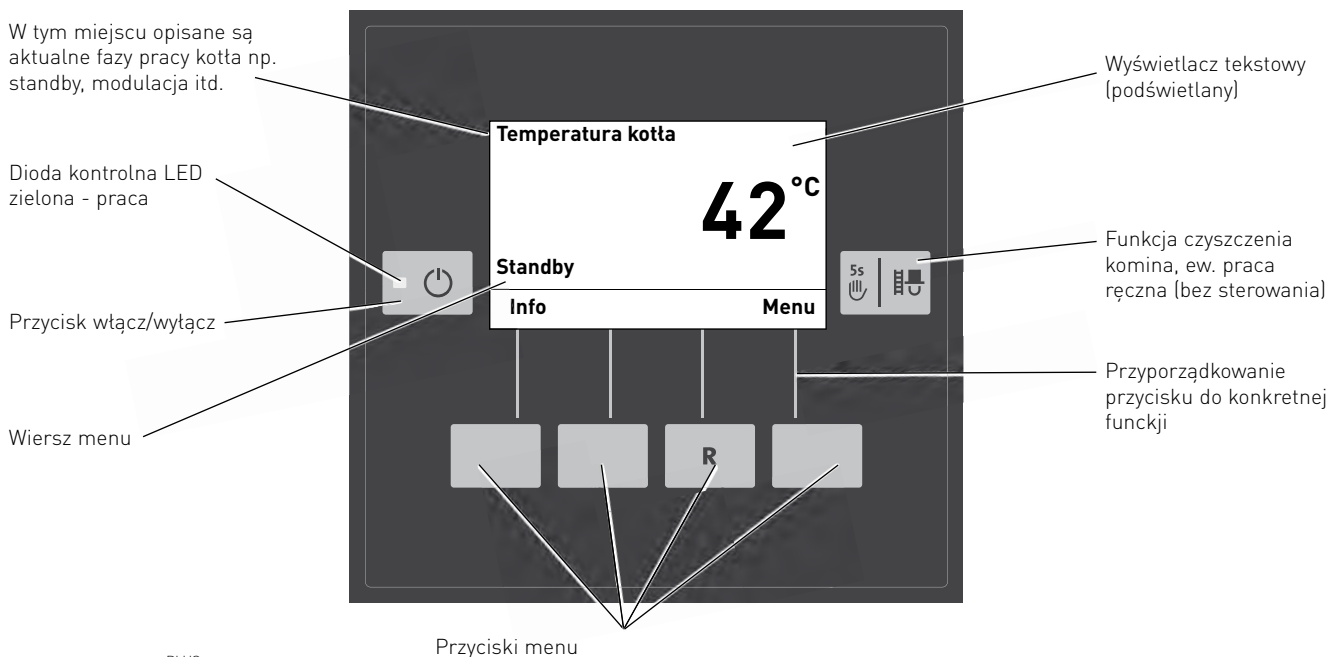 W tym miejscu opisane są
aktualne fazy pracy kotła np.
standby, modulacja itd.
Wyświetlacz tekstowy
(podświetlany)
Temperatura kotła
42°C
Dioda kontrolna LED
zielona - praca
Standby
Info
Menu
5s
Funkcja czyszczenia
komina, ew. praca
ręczna (bez sterowania)
Przycisk włącz/wyłącz
Przyporządkowanie
przycisku do konkretnej
funckji
Wiersz menu
R
Przyciski menu